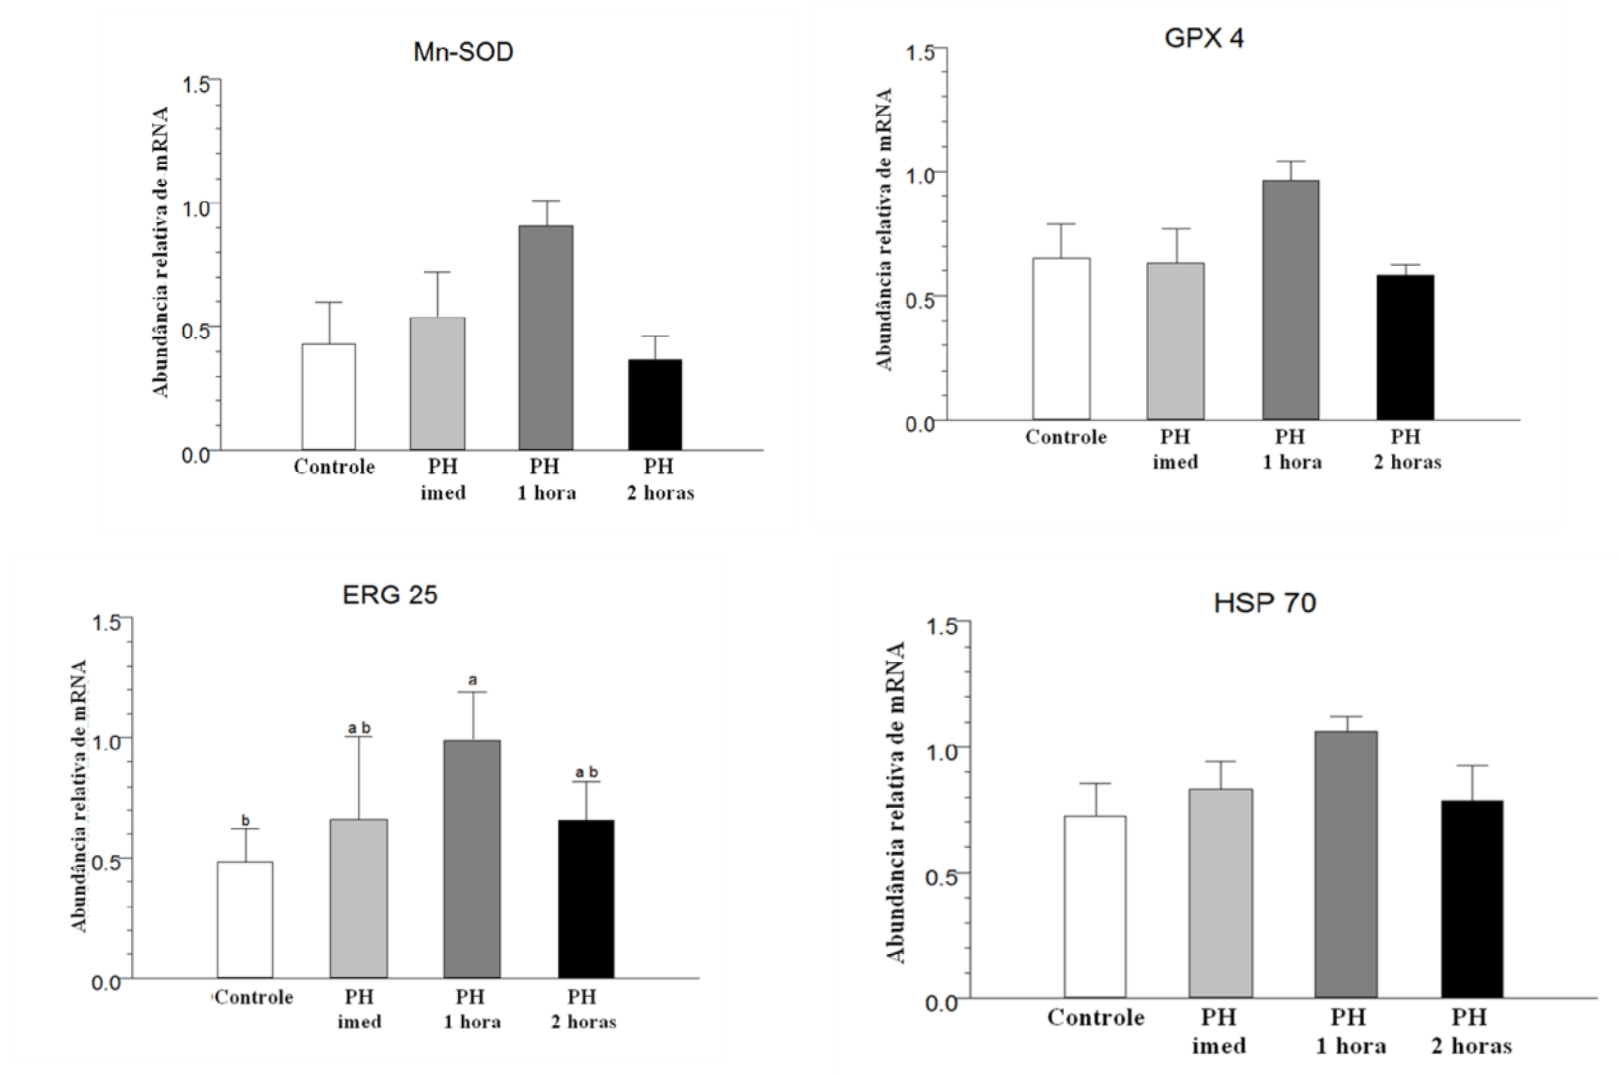 Mn-SOD
Abundância relativa de mRNA
1.5
1.0
0.5
0.0
Controle
PH
imed
PH
1 hora
PH
2 horas
GPX 4
Abundância relativa de mRNA
1.5
1.0
0.5
0.0
Controle
PH
imed
PH
1 hora
PH
2 horas
ERG 25
Abundância relativa de mRNA
1.5
1.0
0.5
0.0
b
a b
a
a b
Controle
PH
imed
PH
1 hora
PH
2 horas
HSP 70
Abundância relativa de mRNA
1.5
1.0
0.5
0.0
Controle
PH
imed
PH
1 hora
PH
2 horas